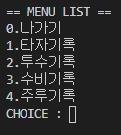 == MENU LIST ==
0.나가기
1.타자기록
2.투수기록
3.수비기록
4.주루기록
CHOICE :